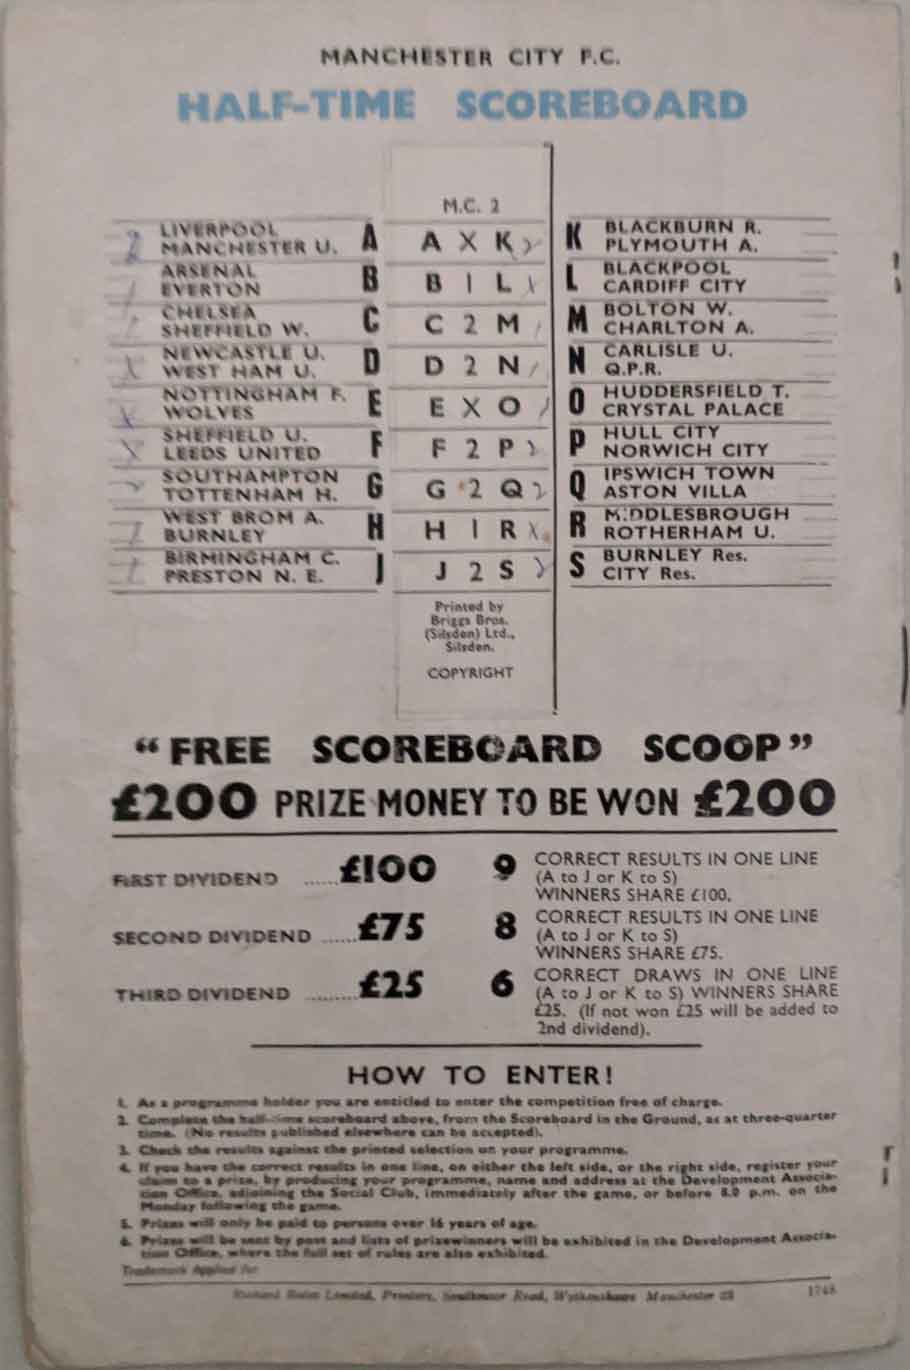 MANCHESTER CITY F.C.
HALF-TIME SCOREBOARD
M.C. 2
LIVERPOOL
MANCHESTER U.
A
A X K
K
BLACKBURN R.
PLYMOUTH A.
ARSENAL
EVERTON
B
B 1 L
L
BLACKPOOL
CARDIFF CITY
CHELSEA
SHEFFIELD W.
C
C 2 M
M
BOLTON W.
CHARLTON A.
NEWCASTLE U.
WEST HAM U.
D
D 2 N
N
CARLISLE U.
Q.P.R.
NOTTINGHAM F.
WOLVES
E
E X O
O
HUDDERSFIELD T.
CRYSTAL PALACE
SHEFFIELD U.
LEEDS UNITED
F
F 2 P
P
HULL CITY
NORWICH CITY
SOUTHAMPTON
TOTTENHAM H.
G
G 2 Q
Q
IPSWICH TOWN
ASTON VILLA
WEST BROM A.
BURNLEY
H
H 1 R
R
MIDDLESBROUGH
ROTHERHAM U.
BIRMINGHAM C.
PRESTON N. E.
J
J 2 S
S
BURNLEY Res.
CITY Res.
Printed by
Briggs Bros.
(Silsden) Ltd.,
Silsden.
COPYRIGHT
“FREE SCOREBOARD SCOOP”
£200 PRIZE MONEY TO BE WON £200
FIRST DIVIDEND ......£100 9 CORRECT RESULTS IN ONE LINE
(A to J or K to S)
WINNERS SHARE £100.
SECOND DIVIDEND ......£75 8 CORRECT RESULTS IN ONE LINE
(A to J or K to S)
WINNERS SHARE £75.
THIRD DIVIDEND .........£25 6 CORRECT DRAWS IN ONE LINE
(A to J or K to S) WINNERS SHARE
£25. (If not won £25 will be added to
2nd dividend).
HOW TO ENTER!
1. As a programme holder you are entitled to enter the competition free of charge.
2. Complete the half-time scoreboard above, from the Scoreboard in the Ground, as at three-quarter
time. (No results published elsewhere can be accepted).
3. Check the results against the printed selection on your programme.
4. If you have the correct results in one line, on either the left side, or the right side, register your
claim to a prize, by producing your programme, name and address at the Development Associa-
tion Office, adjoining the Social Club, immediately after the game, or before 8.0 p.m. on the
Monday following the game.
5. Prizes will only be paid to persons over 16 years of age.
6. Prizes will be sent by post and lists of prizewinners will be exhibited in the Development Associa-
tion Office, where the full set of rules are also exhibited.
Trademark Applied for
Richard Bates Limited, Printers, Southmoor Road, Wythenshawe Manchester 23
1748